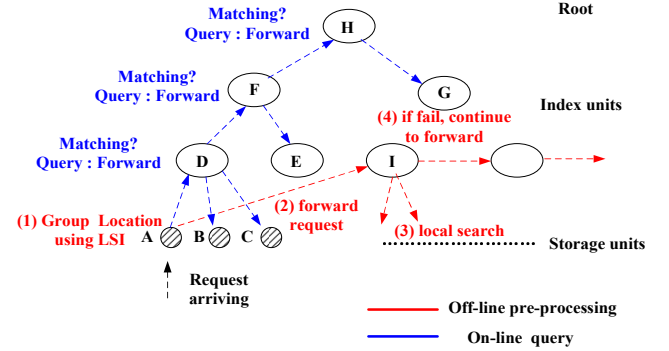 Root
H
Matching?
Query : Forward
Matching?
Query : Forward
F
G
Index units
(4) if fail, continue
to forward
Matching?
Query : Forward
D
E
I
(1) Group Location
using LSI
A
B
C
(2) forward
request
(3) local search
Storage units
Request
arriving
Off-line pre-processing
On-line query